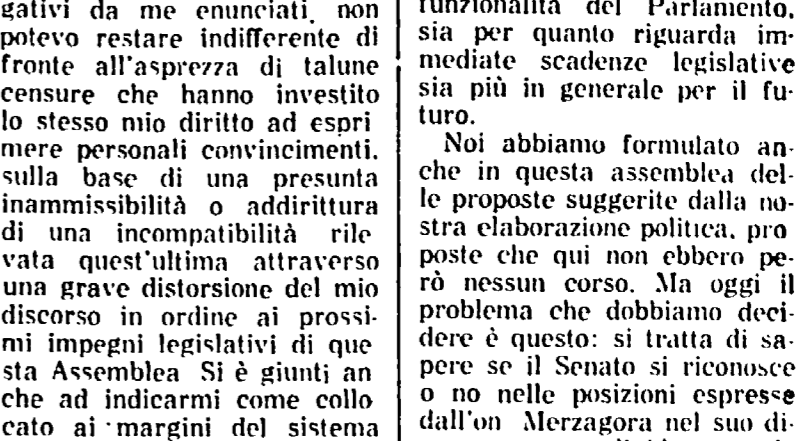 gativi da me enunciati, non
potevo restare indifferente di
fronte all'asprezza di talune
censure che hanno investito
lo stesso mio diritto ad espri
mere personali convincimenti.
sulla base di una presunta
inammissibilità o addirittura
di una incompatibilità rile
vata quest'ultima attraverso
una grave distorsione del mio
discorso in ordine ai prossi-
mi impegni legislativi di que
sta Assemblea Si è giunti an
che ad indicarmi come collo
cato ai margini del sistema
funzionalità del Parlamento,
sia per quanto riguarda im-
mediate scadenze legislative
sia più in generale per il fu-
turo.
Noi abbiamo formulato an-
che in questa assemblea del-
le proposte suggerite dalla no-
stra elaborazione politica, pro
poste che qui non ebbero pe-
rò nessun corso. Ma oggi il
problema che dobbiamo deci-
dere è questo: si tratta di sa-
pere se il Senato si riconosce
o no nelle posizioni espresse
dall'on Merzagora nel suo di-